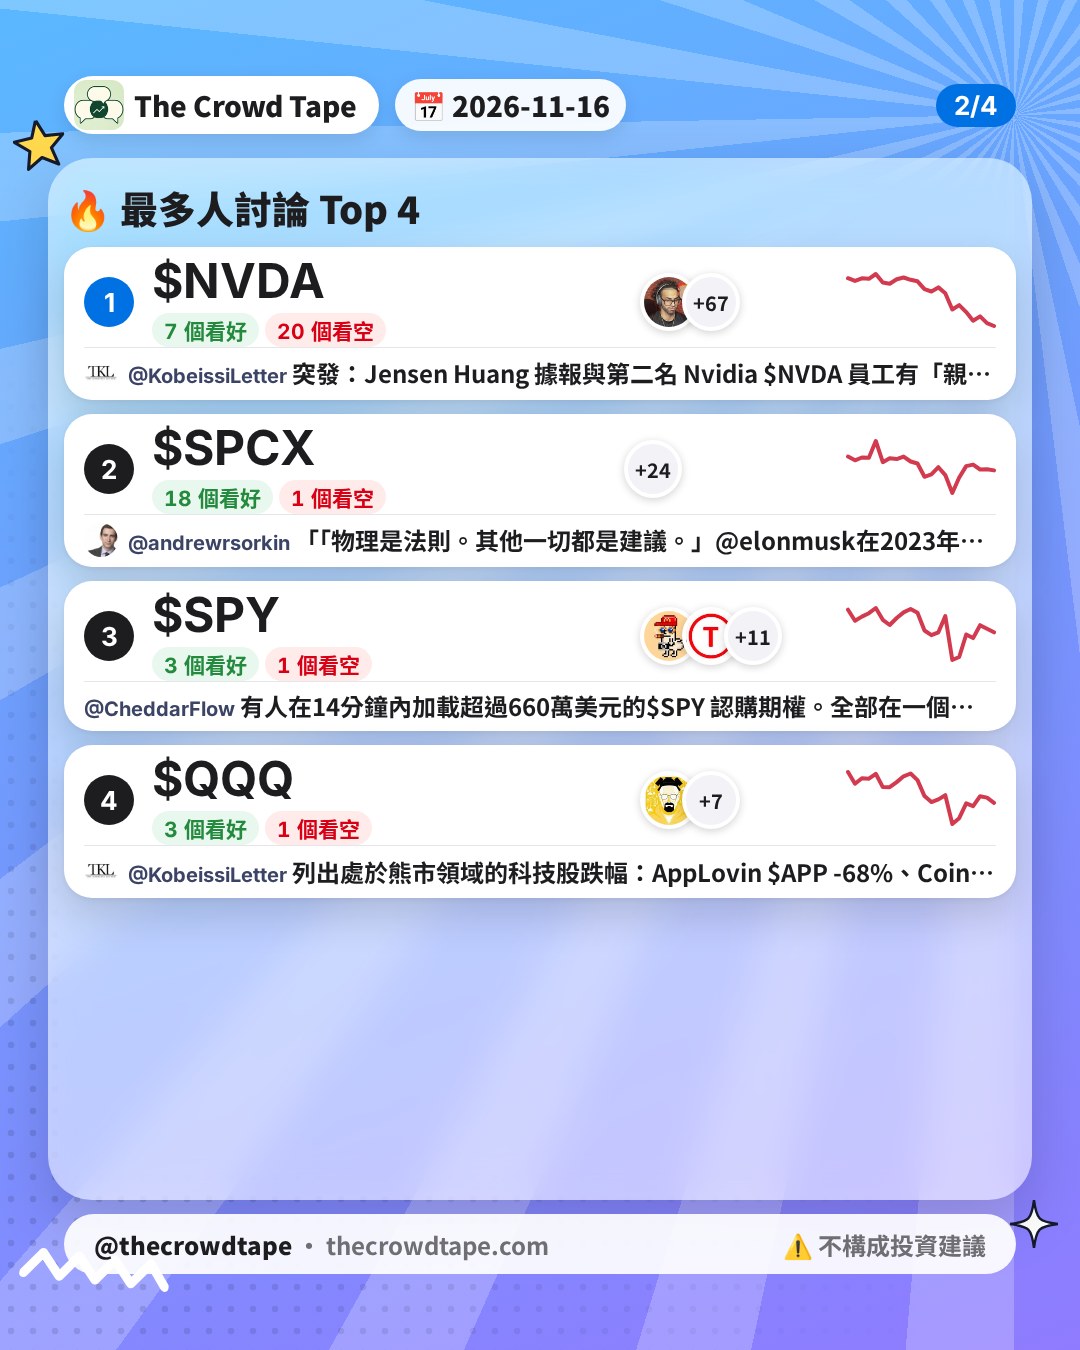 The Crowd Tape
July
17
2026-11-16
2/4
最多人討論 Top 4
1
$NVDA
7 個看好
20 個看空
+67
TKL @KobeissiLetter 突發：Jensen Huang 據報與第二名 Nvidia $NVDA 員工有「親…
2
$SPCX
18 個看好
1 個看空
+24
@andrewrsorkin 「「物理是法則。其他一切都是建議。」@elonmusk在2023年…
3
$SPY
3 個看好
1 個看空
T
+11
@CheddarFlow 有人在14分鐘內加載超過660萬美元的$SPY 認購期權。全部在一個…
4
$QQQ
3 個看好
1 個看空
+7
TKL @KobeissiLetter 列出處於熊市領域的科技股跌幅：AppLovin $APP -68%、Coin…
@thecrowdtape • thecrowdtape.com
不構成投資建議